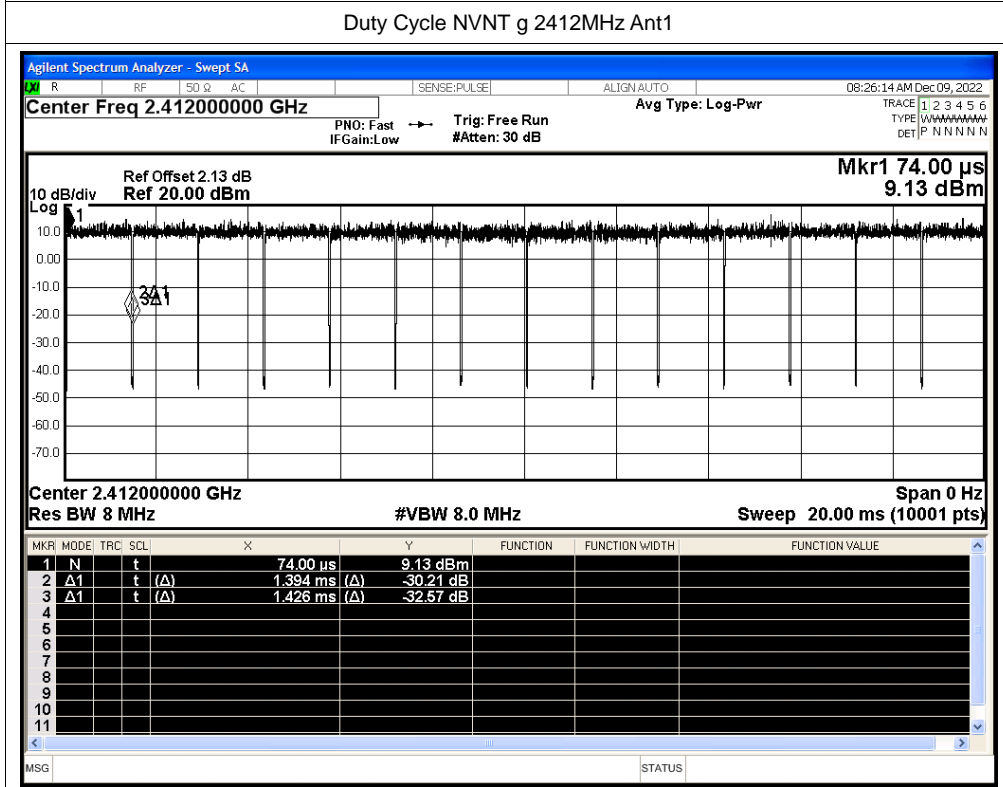 Duty Cycle NVNT g 2412MHz Ant1
Agilent Spectrum Analyzer - Swept SA
LXI R RF 50 Ω AC SENSE:PULSE ALIGN AUTO 08:26:14 AM Dec 09, 2022
Center Freq 2.412000000 GHz Avg Type: Log-Pwr TRACE 1 2 3 4 5 6
PNO: Fast Trig: Free Run TYPE WWWWWW
IFGain:Low #Atten: 30 dB DET P N N N N N
Mkr1 74.00 µs
Ref Offset 2.13 dB
10 dB/div Ref 20.00 dBm 9.13 dBm
Log
1
10.0
0.00
-10.0
2Δ1
3Δ1
-20.0
-30.0
-40.0
-50.0
-60.0
-70.0
Center 2.412000000 GHz Span 0 Hz
Res BW 8 MHz #VBW 8.0 MHz Sweep 20.00 ms (10001 pts)
MKR MODE TRC SCL X Y FUNCTION FUNCTION WIDTH FUNCTION VALUE
1 N t 74.00 µs 9.13 dBm
2 Δ1 t (Δ) 1.394 ms (Δ) -30.21 dB
3 Δ1 t (Δ) 1.426 ms (Δ) -32.57 dB
4
5
6
7
8
9
10
11
MSG STATUS